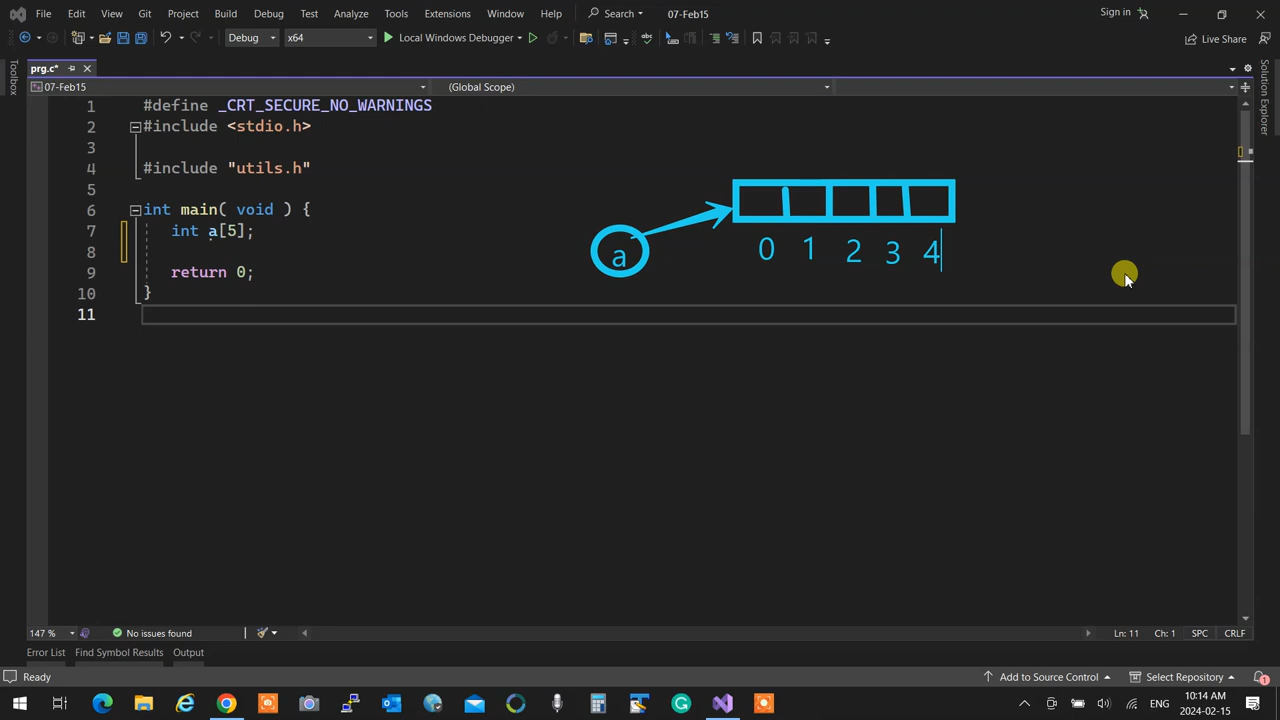 File Edit View Git Project Build Debug Test Analyze Tools Extensions Window Help Search 07-Feb15 Sign in
Debug x64 Local Windows Debugger Live Share
Toolbox
prg.c*
Solution Explorer
07-Feb15 (Global Scope)
1 #define _CRT_SECURE_NO_WARNINGS
2 #include <stdio.h>
3
4 #include "utils.h"
5
6 int main( void ) {
7 int a[5];
8
9 return 0;
10 }
11
a
0 1 2 3 4
147 % No issues found Ln: 11 Ch: 1 SPC CRLF
Error List Find Symbol Results Output
Ready Add to Source Control Select Repository 1
ENG 10:14 AM
2024-02-15